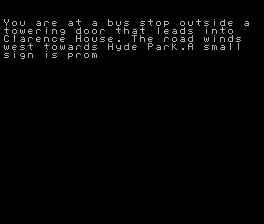 You are at a bus stop outside a
towering door that leads into
Clarence House. The road winds
west towards Hyde Park.A small
sign is prom